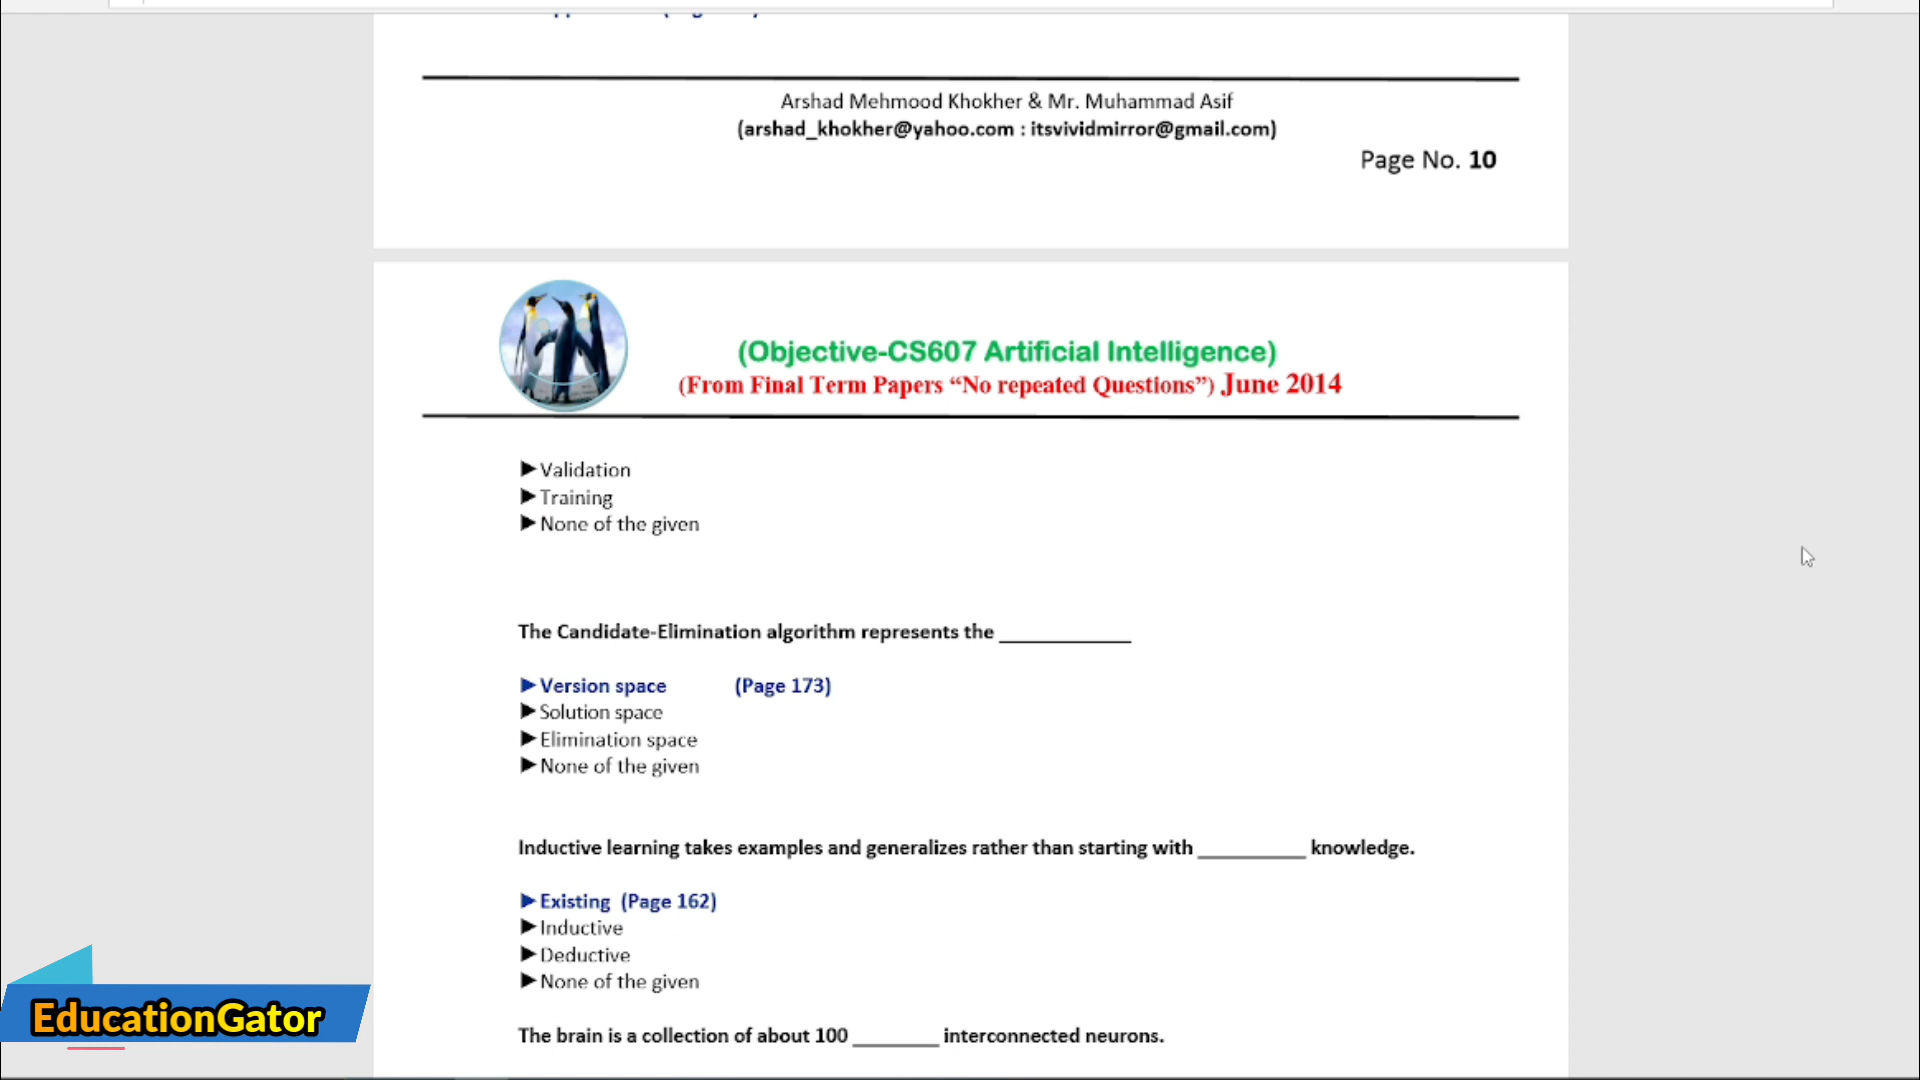 Arshad Mehmood Khokher & Mr. Muhammad Asif
(arshad_khokher@yahoo.com : itsvividmirror@gmail.com)
Page No. 10
(Objective-CS607 Artificial Intelligence)
(From Final Term Papers “No repeated Questions”) June 2014
►Validation
►Training
►None of the given
The Candidate-Elimination algorithm represents the ____________
►Version space (Page 173)
►Solution space
►Elimination space
►None of the given
Inductive learning takes examples and generalizes rather than starting with __________ knowledge.
►Existing (Page 162)
►Inductive
►Deductive
►None of the given
The brain is a collection of about 100 ________ interconnected neurons.
EducationGator